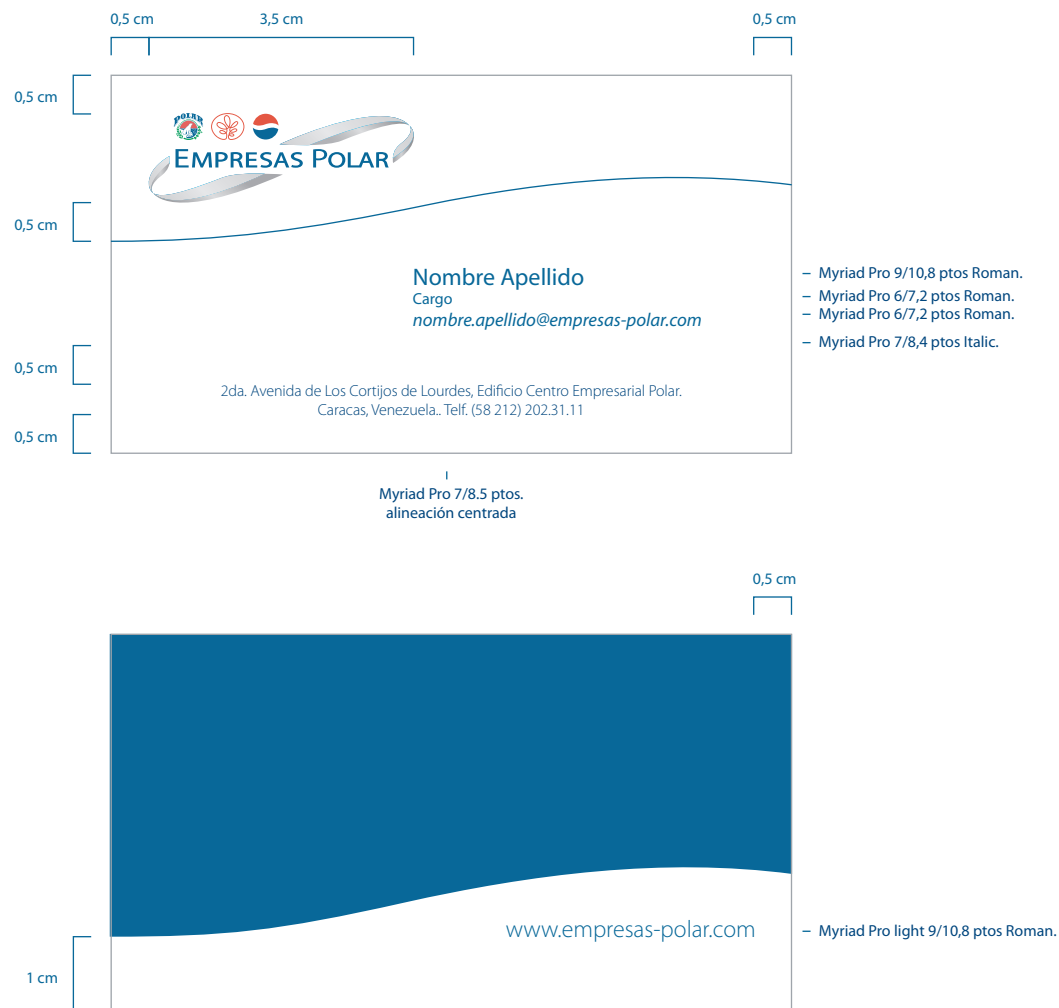 0,5 cm 3,5 cm 0,5 cm
0,5 cm
POLAR
EMPRESAS POLAR
0,5 cm
Nombre Apellido
Cargo
nombre.apellido@empresas-polar.com
– Myriad Pro 9/10,8 ptos Roman.
– Myriad Pro 6/7,2 ptos Roman.
– Myriad Pro 6/7,2 ptos Roman.
– Myriad Pro 7/8,4 ptos Italic.
0,5 cm
2da. Avenida de Los Cortijos de Lourdes, Edificio Centro Empresarial Polar.
Caracas, Venezuela.. Telf. (58 212) 202.31.11
0,5 cm
Myriad Pro 7/8.5 ptos.
alineación centrada
0,5 cm
www.empresas-polar.com
– Myriad Pro light 9/10,8 ptos Roman.
1 cm